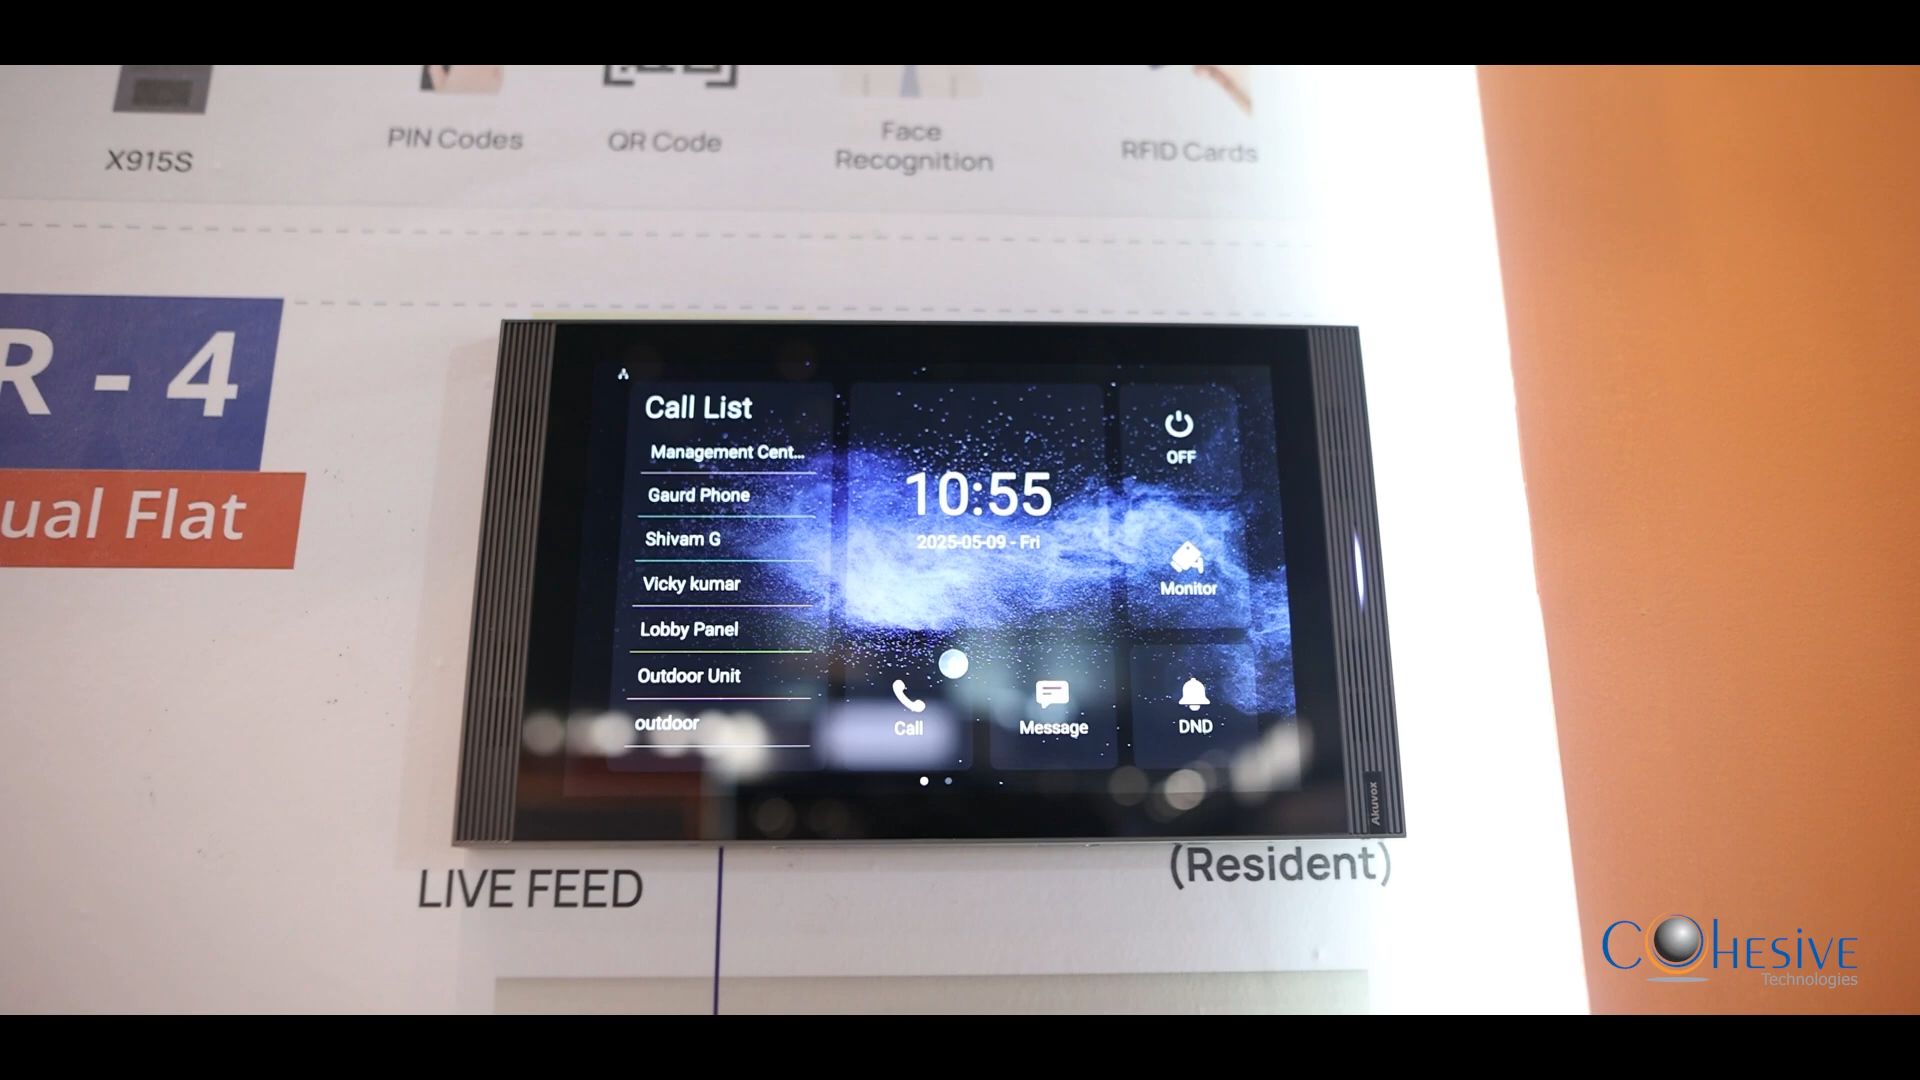 X915S
PIN Codes
QR Code
Face
Recognition
RFID Cards
R - 4
ual Flat
Call List
Management Cent...
Gaurd Phone
Shivam G
Vicky kumar
Lobby Panel
Outdoor Unit
outdoor
10:55
2025-05-09 - Fri
OFF
Monitor
Call
Message
DND
Akuvox
LIVE FEED
(Resident)
COHESIVE
Technologies